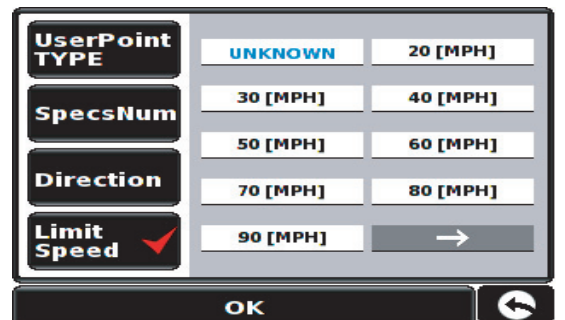 UserPoint
TYPE
SpecsNum
Direction
Limit
Speed
UNKNOWN 20 [MPH]
30 [MPH] 40 [MPH]
50 [MPH] 60 [MPH]
70 [MPH] 80 [MPH]
90 [MPH] →
OK